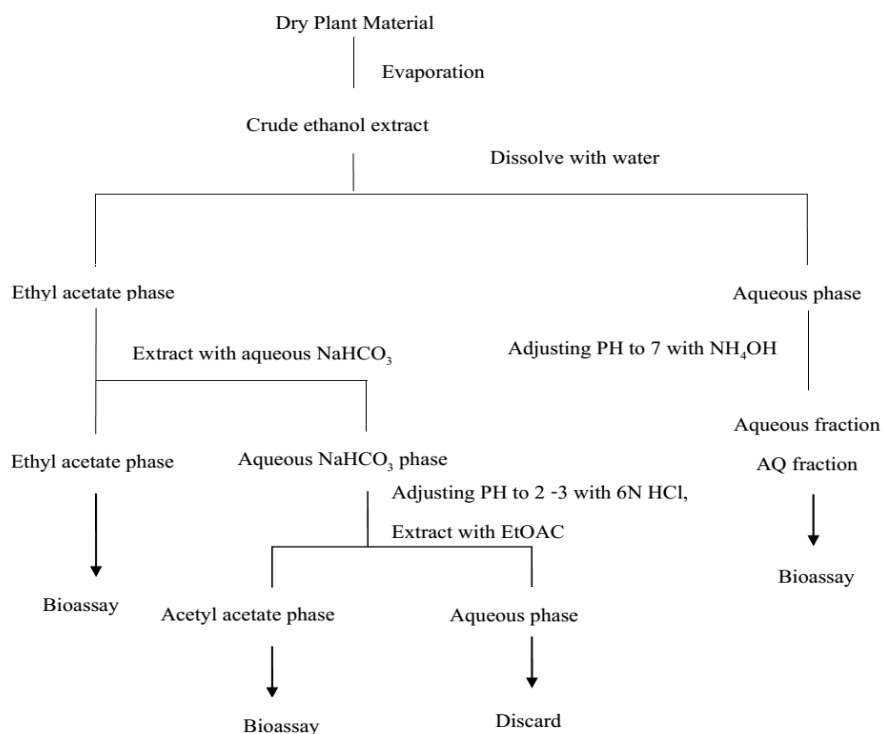 Dry Plant Material
Evaporation
Crude ethanol extract
Dissolve with water
Ethyl acetate phase
Aqueous phase
Extract with aqueous NaHCO₃
Adjusting PH to 7 with NH₄OH
Ethyl acetate phase
Aqueous NaHCO₃ phase
Aqueous fraction
AQ fraction
Adjusting PH to 2 -3 with 6N HCl,
Extract with EtOAC
Bioassay
Bioassay
Acetyl acetate phase
Aqueous phase
Bioassay
Discard